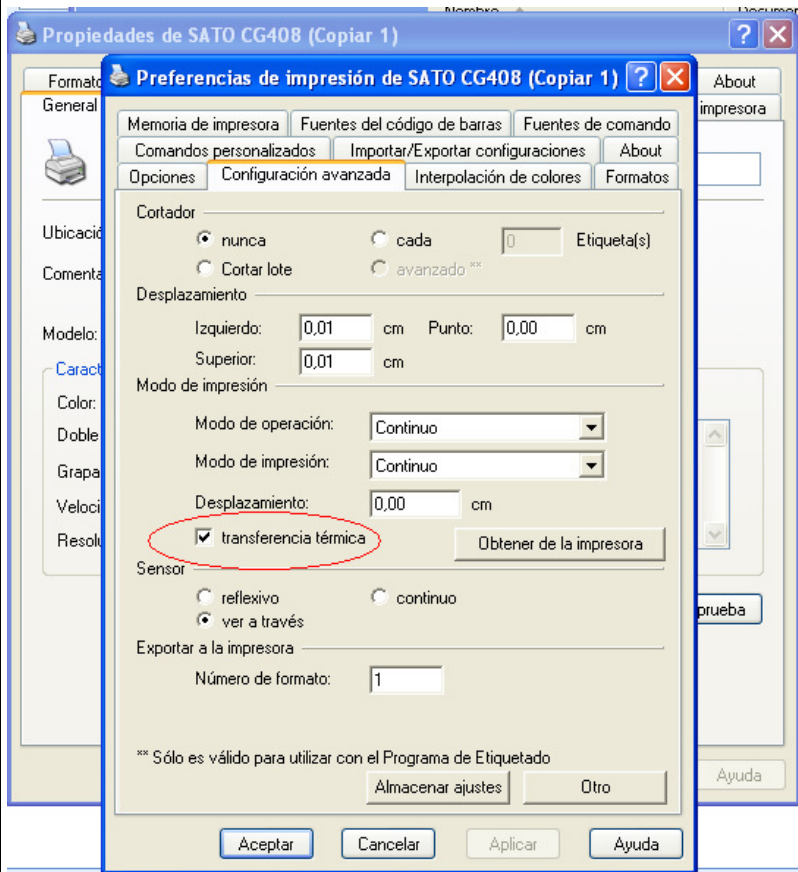 Nombre
Documen
Propiedades de SATO CG408 (Copiar 1)
Formato
About
General
impresora
Ubicació
Comenta
Modelo:
Caract
Color:
Doble
Grapa
Veloci
Resolu
prueba
Ayuda
Preferencias de impresión de SATO CG408 (Copiar 1)
Memoria de impresora Fuentes del código de barras Fuentes de comando
Comandos personalizados Importar/Exportar configuraciones About
Opciones Configuración avanzada Interpolación de colores Formatos
Cortador
nunca cada 0 Etiqueta(s)
Cortar lote avanzado **
Desplazamiento
Izquierdo: 0,01 cm Punto: 0,00 cm
Superior: 0,01 cm
Modo de impresión
Modo de operación: Continuo
Modo de impresión: Continuo
Desplazamiento: 0,00 cm
transferencia térmica Obtener de la impresora
Sensor
reflexivo continuo
ver a través
Exportar a la impresora
Número de formato: 1
** Sólo es válido para utilizar con el Programa de Etiquetado
Almacenar ajustes Otro
Aceptar Cancelar Aplicar Ayuda